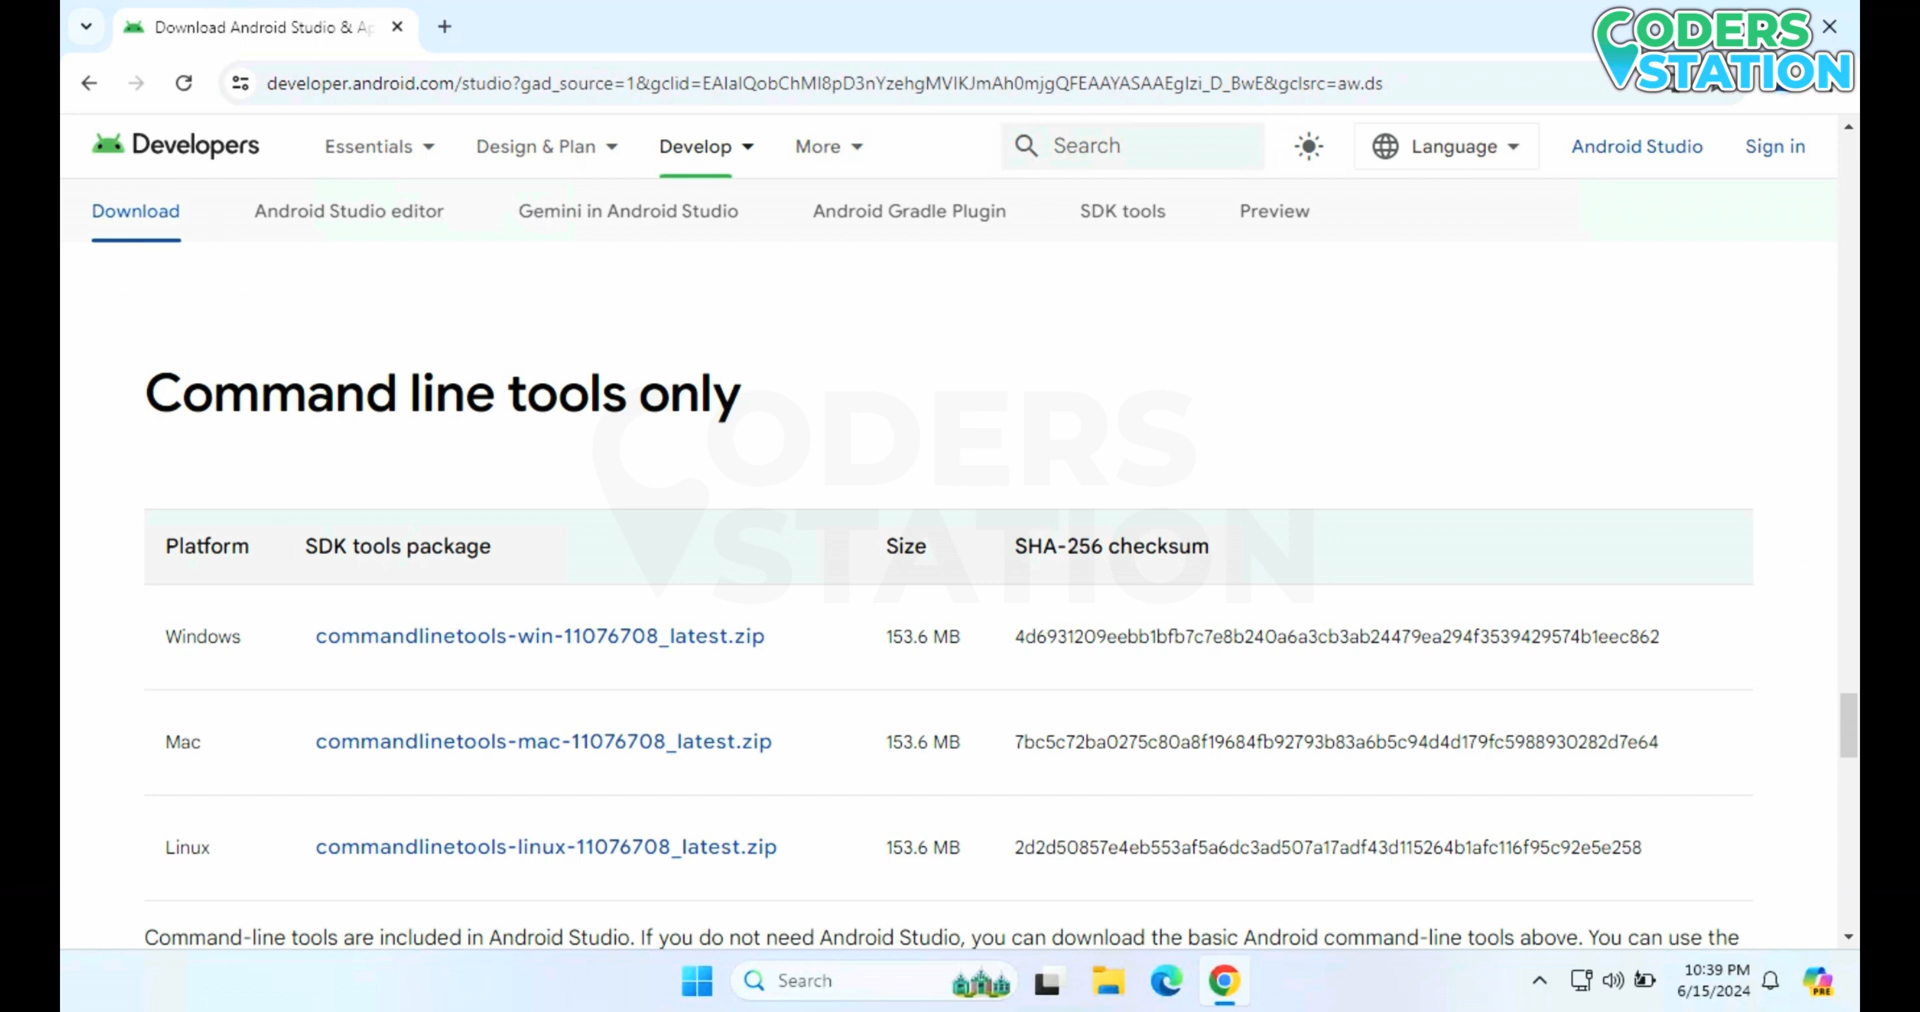 Download Android Studio & Ap
CODERS
STATION
developer.android.com/studio?gad_source=1&gclid=EAIaIQobChMI8pD3nYzehgMVIKJmAh0mjgQFEAAYASAAEgIzi_D_BwE&gclsrc=aw.ds
Developers
Essentials
Design & Plan
Develop
More
Search
Language
Android Studio
Sign in
Download
Android Studio editor
Gemini in Android Studio
Android Gradle Plugin
SDK tools
Preview
Command line tools only
CODERS
STATION
Platform SDK tools package Size SHA-256 checksum
Windows commandlinetools-win-11076708_latest.zip 153.6 MB 4d6931209eebb1bfb7c7e8b240a6a3cb3ab24479ea294f3539429574b1eec862
Mac commandlinetools-mac-11076708_latest.zip 153.6 MB 7bc5c72ba0275c80a8f19684fb92793b83a6b5c94d4d179fc5988930282d7e64
Linux commandlinetools-linux-11076708_latest.zip 153.6 MB 2d2d50857e4eb553af5a6dc3ad507a17adf43d115264b1afc116f95c92e5e258
Command-line tools are included in Android Studio. If you do not need Android Studio, you can download the basic Android command-line tools above. You can use the
Search
10:39 PM
6/15/2024
PRE